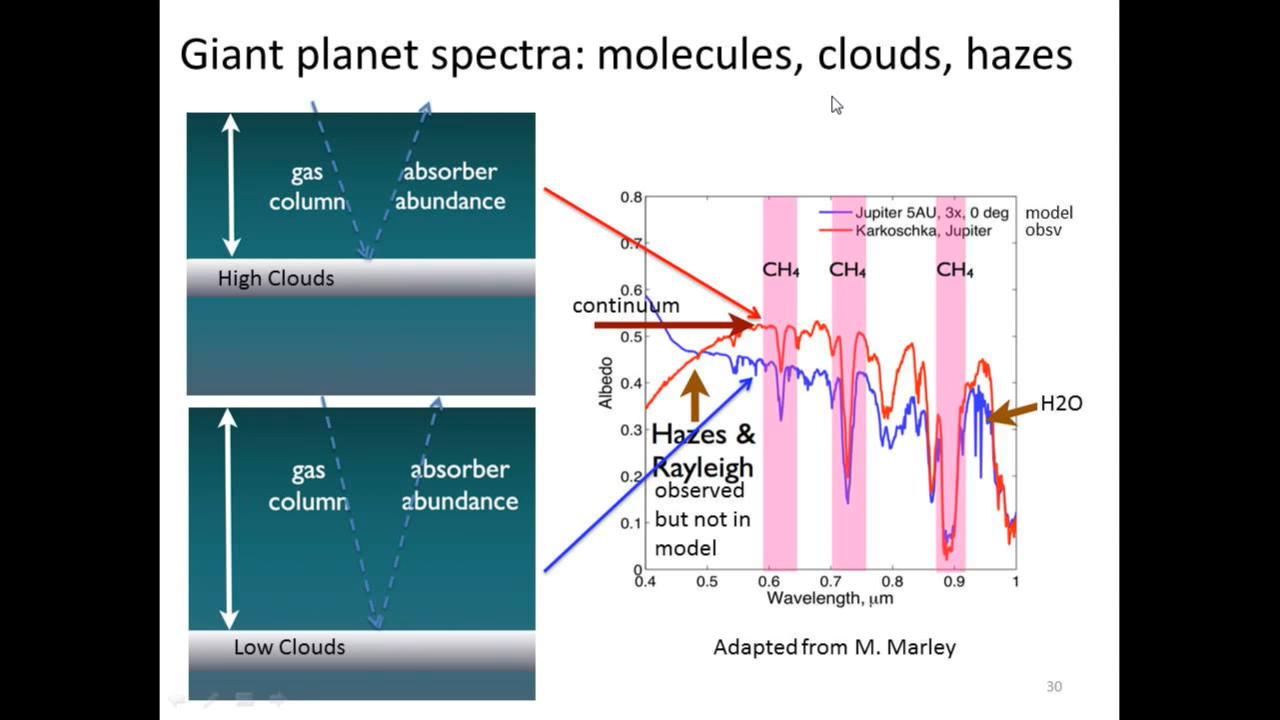 Giant planet spectra: molecules, clouds, hazes
gas
column
absorber
abundance
High Clouds
gas
column
absorber
abundance
Low Clouds
0.8
0.7
0.6
0.5
0.4
0.3
0.2
0.1
0
Albedo
Jupiter 5AU, 3x, 0 deg
model
Karkoschka, Jupiter
obsv
CH₄
CH₄
CH₄
continuum
H2O
Hazes &
Rayleigh
observed
but not in
model
0.4
0.5
0.6
0.7
0.8
0.9
1
Wavelength, μm
Adapted from M. Marley
30